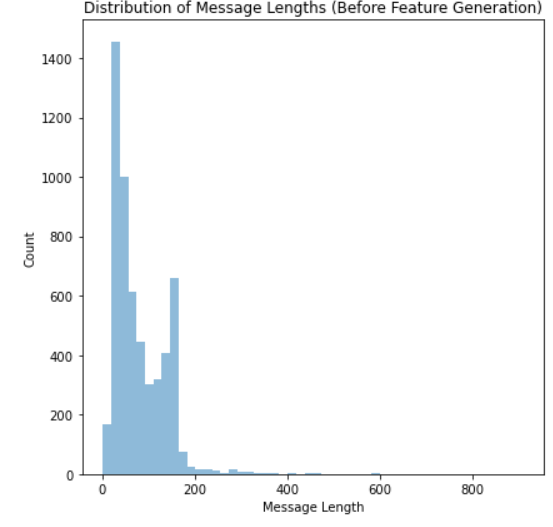 Distribution of Message Lengths (Before Feature Generation)
1400
1200
1000
800
600
400
200
0
Count
0 200 400 600 800
Message Length